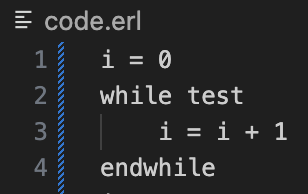 code.erl
1 i = 0
2 while test
3     i = i + 1
4 endwhile